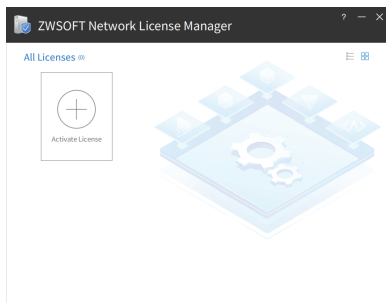 ZWSOFT Network License Manager
?
All Licenses (0)
Activate License